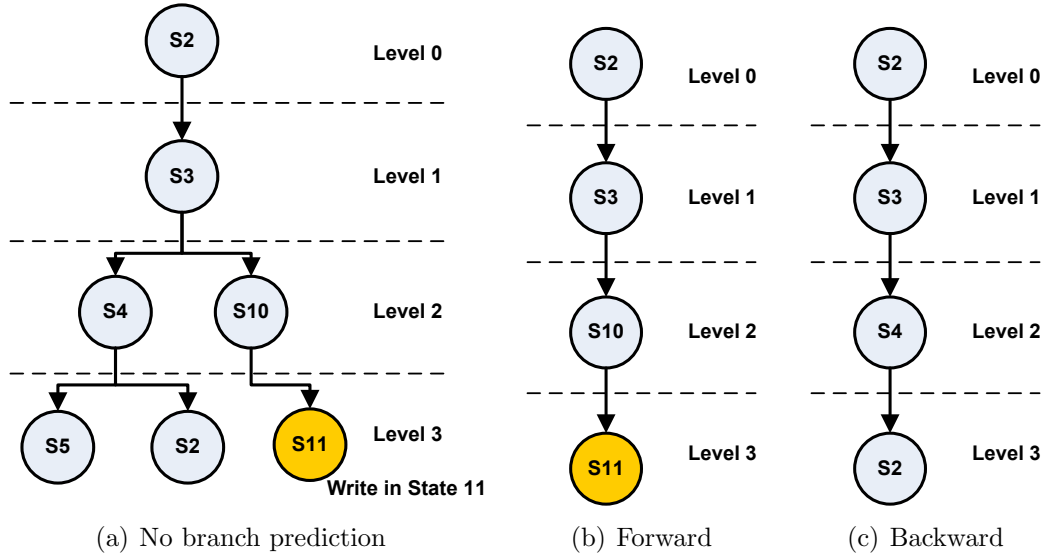 S2
Level 0
S3
Level 1
S4
S10
Level 2
S5
S2
S11
Level 3
Write in State 11
(a) No branch prediction
S2
Level 0
S3
Level 1
S10
Level 2
S11
Level 3
(b) Forward
S2
Level 0
S3
Level 1
S4
Level 2
S2
Level 3
(c) Backward